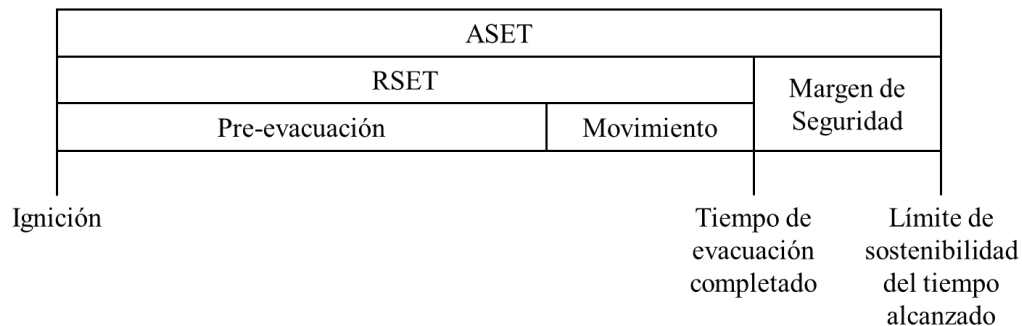 ASET
RSET
Margen de
Seguridad
Pre-evacuación
Movimiento
Ignición
Tiempo de
evacuación
completado
Límite de
sostenibilidad
del tiempo
alcanzado